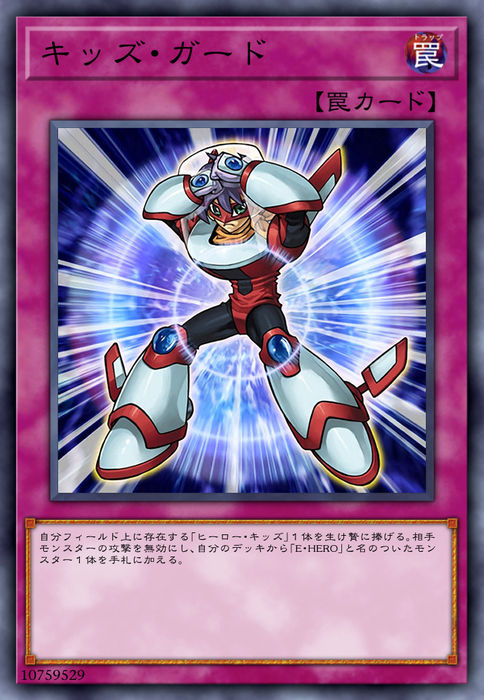 キッズ・ガード
トラップ
罠
【罠カード】
自分フィールド上に存在する「ヒーロー・キッズ」1体を生け贄に捧げる。相手
モンスターの攻撃を無効にし、自分のデッキから「E・HERO」と名のついたモン
スター1体を手札に加える。
10759529